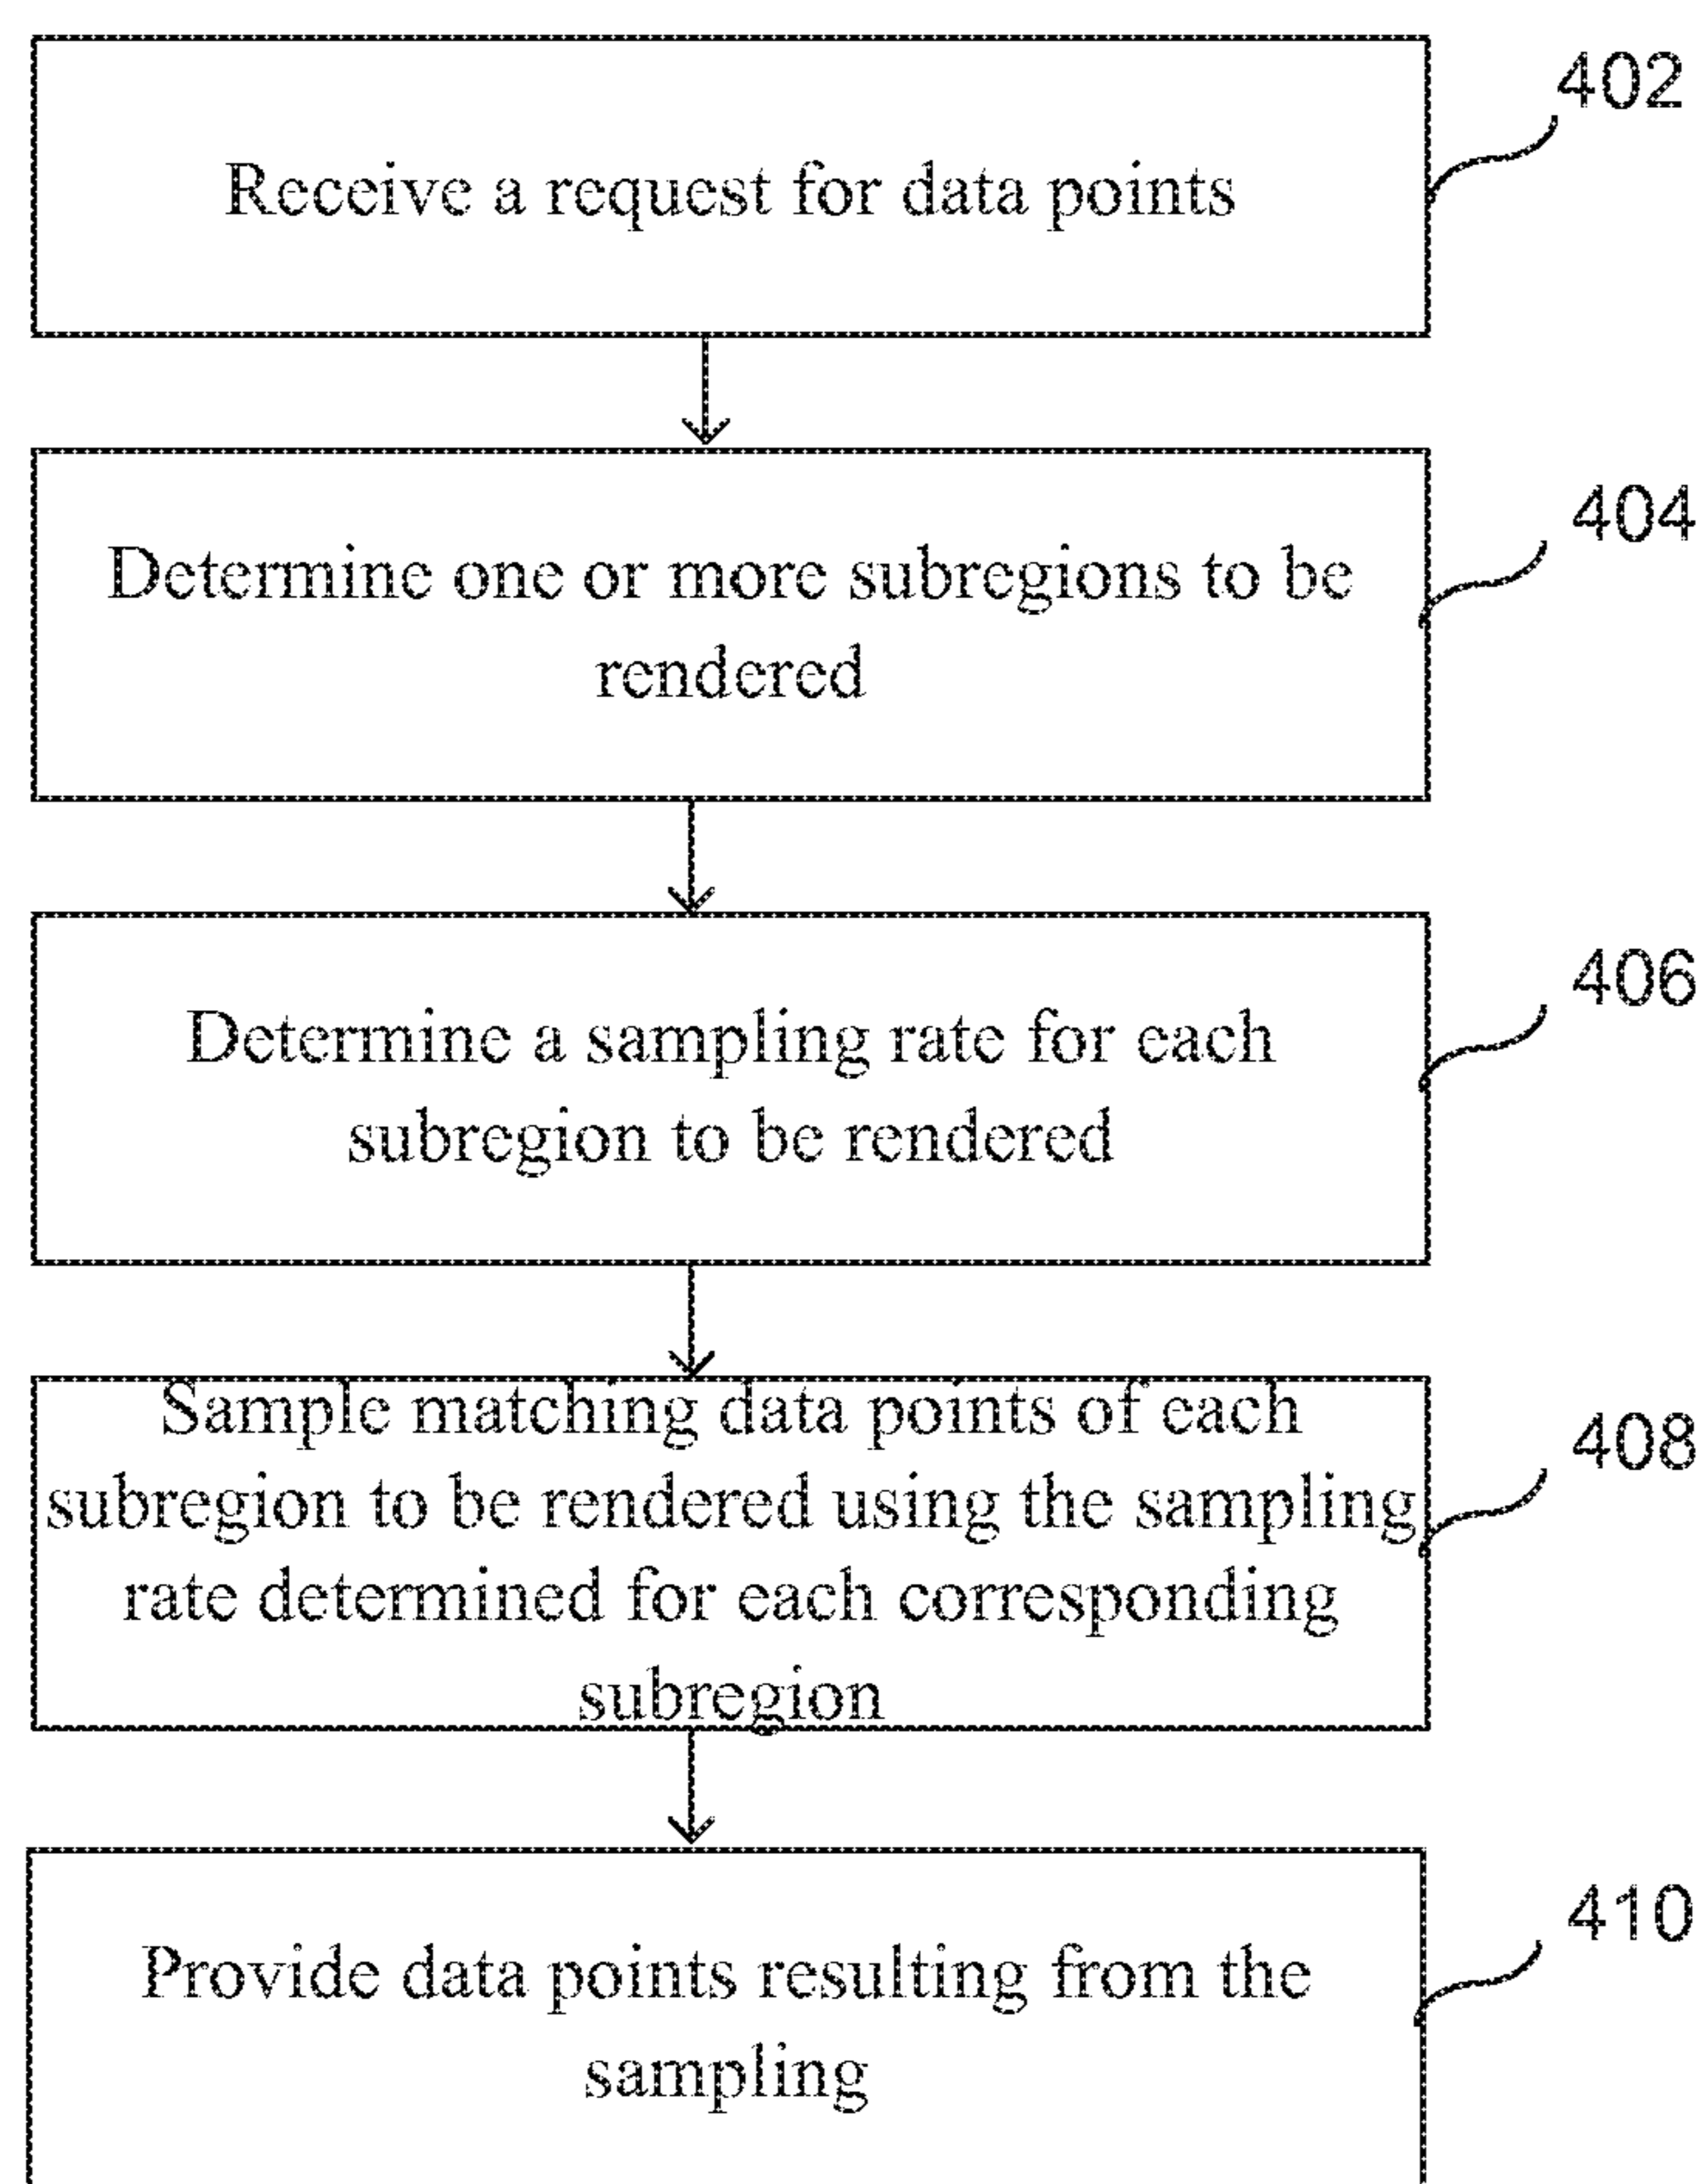 402
Receive a request for data points
404
Determine one or more subregions to be
rendered
406
Determine a sampling rate for each
subregion to be rendered
408
Sample matching data points of each
subregion to be rendered using the sampling
rate determined for each corresponding
subregion
410
Provide data points resulting from the
sampling